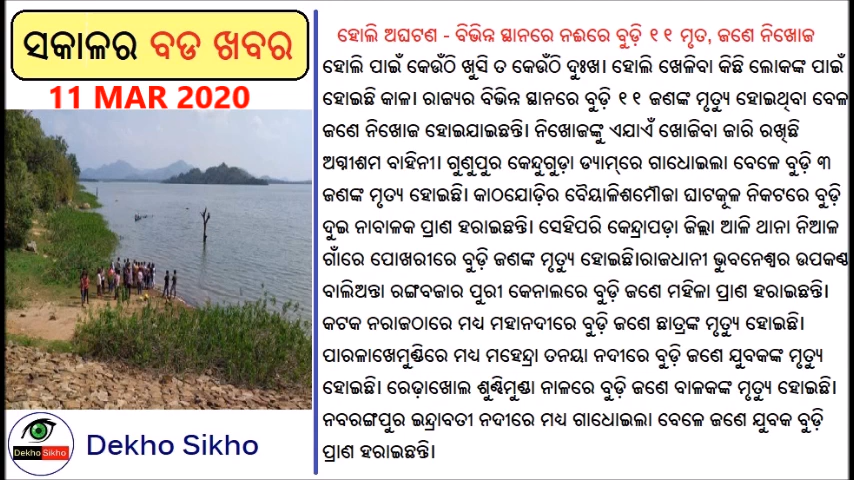 ସକାଳର ବଡ ଖବର
11 MAR 2020
Dekho Sikho
Dekho Sikho
ହୋଲି ଅଘଟଣ - ବିଭିନ୍ନ ସ୍ଥାନରେ ନଈରେ ବୁଡ଼ି ୧୧ ମୃତ, ଜଣେ ନିଖୋଜ
ହୋଲି ପାଇଁ କେଉଁଠି ଖୁସି ତ କେଉଁଠି ଦୁଃଖ। ହୋଲି ଖେଳିବା କିଛି ଲୋକଙ୍କ ପାଇଁ
ହୋଇଛି କାଳ। ରାଜ୍ୟର ବିଭିନ୍ନ ସ୍ଥାନରେ ବୁଡ଼ି ୧୧ ଜଣଙ୍କ ମୃତ୍ୟୁ ହୋଇଥିବା ବେଳ
ଜଣେ ନିଖୋଜ ହୋଇଯାଇଛନ୍ତି। ନିଖୋଜଙ୍କୁ ଏଯାଏଁ ଖୋଜିବା ଜାରି ରଖିଛି
ଅଗ୍ନୀଶମ ବାହିନୀ। ଗୁଣୁପୁର କେନ୍ଦୁଗୁଡ଼ା ଡ୍ୟାମ୍‌ରେ ଗାଧୋଇଲା ବେଳେ ବୁଡ଼ି ୩
ଜଣଙ୍କ ମୃତ୍ୟ ହୋଇଛି। କାଠଯୋଡ଼ିର ବୈୟାଳିଶମୌଜା ଘାଟକୂଳ ନିକଟରେ ବୁଡ଼ି
ଦୁଇ ନାବାଳକ ପ୍ରାଣ ହରାଇଛନ୍ତି। ସେହିପରି କେନ୍ଦ୍ରାପଡ଼ା ଜିଲ୍ଲା ଆଳି ଥାନା ନିଆଳ
ଗାଁରେ ପୋଖରୀରେ ବୁଡ଼ି ଜଣଙ୍କ ମୃତ୍ୟୁ ହୋଇଛି।ରାଜଧାନୀ ଭୁବନେଶ୍ୱର ଉପକଣ୍ଠ
ବାଲିଅନ୍ତା ରଙ୍ଗବଜାର ପୁରୀ କେନାଲରେ ବୁଡ଼ି ଜଣେ ମହିଳା ପ୍ରାଣ ହରାଇଛନ୍ତି।
କଟକ ନରାଜଠାରେ ମଧ୍ୟ ମହାନଦୀରେ ବୁଡ଼ି ଜଣେ ଛାତ୍ରଙ୍କ ମୃତ୍ୟୁ ହୋଇଛି।
ପାରଳାଖେମୁଣ୍ଡିରେ ମଧ୍ୟ ମହେନ୍ଦ୍ରା ତନୟା ନଦୀରେ ବୁଡ଼ି ଜଣେ ଯୁବକଙ୍କ ମୃତ୍ୟୁ
ହୋଇଛି। ରେଢ଼ାଖୋଲ ଶୁଣ୍ଢିମୁଣ୍ଡା ନାଳରେ ବୁଡ଼ି ଜଣେ ବାଳକଙ୍କ ମୃତ୍ୟୁ ହୋଇଛି।
ନବରଙ୍ଗପୁର ଇନ୍ଦ୍ରାବତୀ ନଦୀରେ ମଧ୍ୟ ଗାଧୋଇଲା ବେଳେ ଜଣେ ଯୁବକ ବୁଡ଼ି
ପ୍ରାଣ ହରାଇଛନ୍ତି।